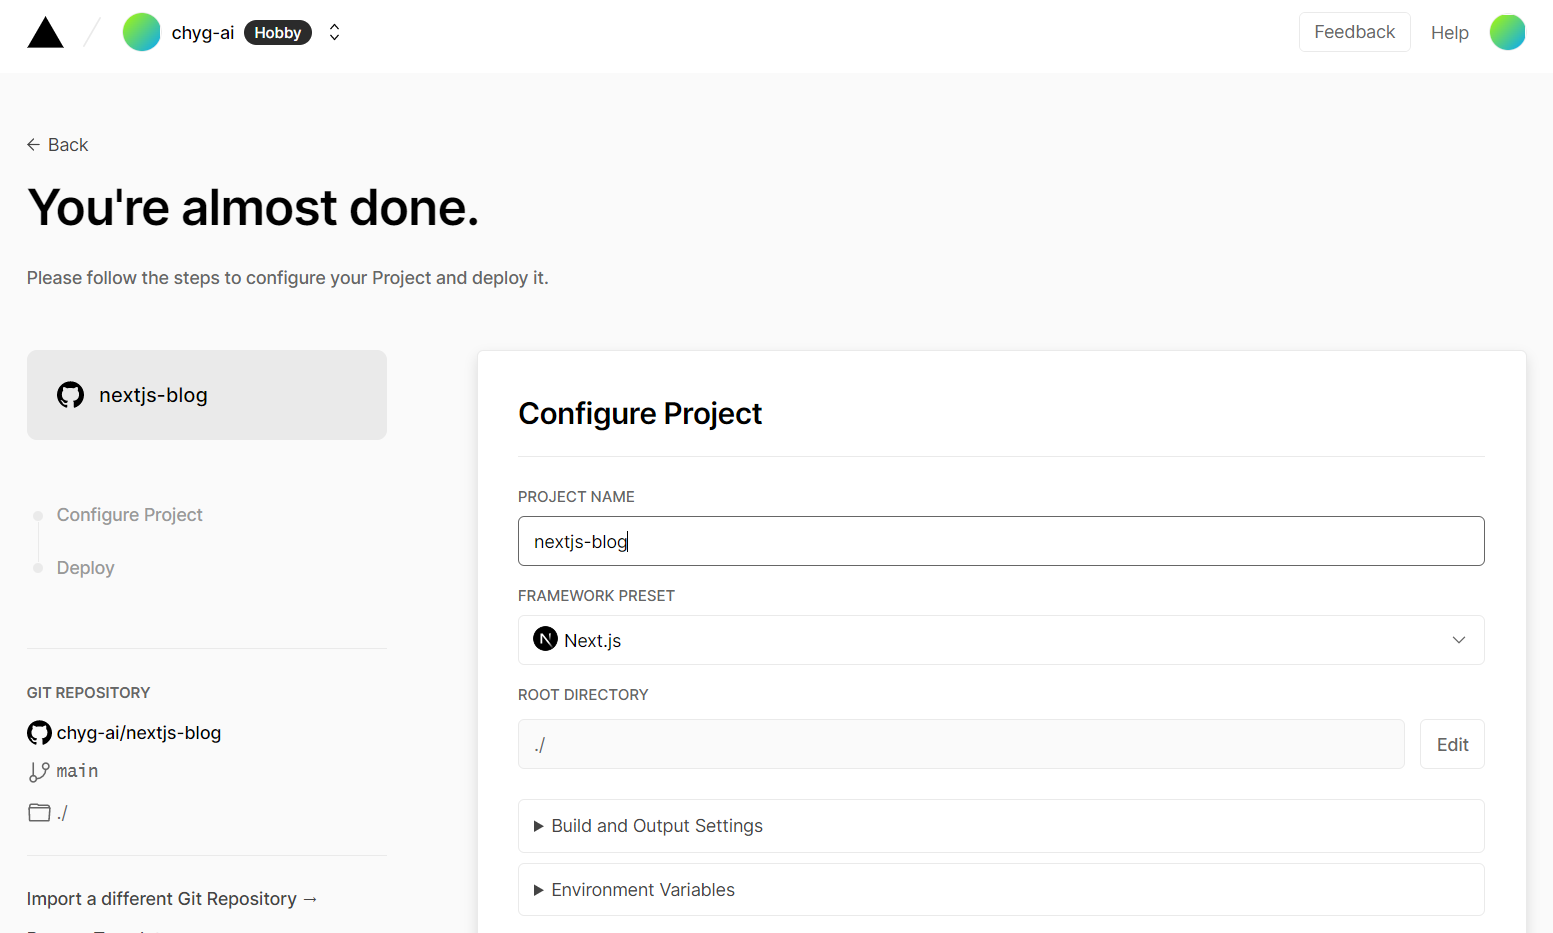 chyg-ai Hobby
Feedback Help
← Back
You're almost done.
Please follow the steps to configure your Project and deploy it.
nextjs-blog
Configure Project
Deploy
GIT REPOSITORY
chyg-ai/nextjs-blog
main
./
Import a different Git Repository →
Configure Project
PROJECT NAME
nextjs-blog
FRAMEWORK PRESET
N Next.js
ROOT DIRECTORY
./
Edit
Build and Output Settings
Environment Variables